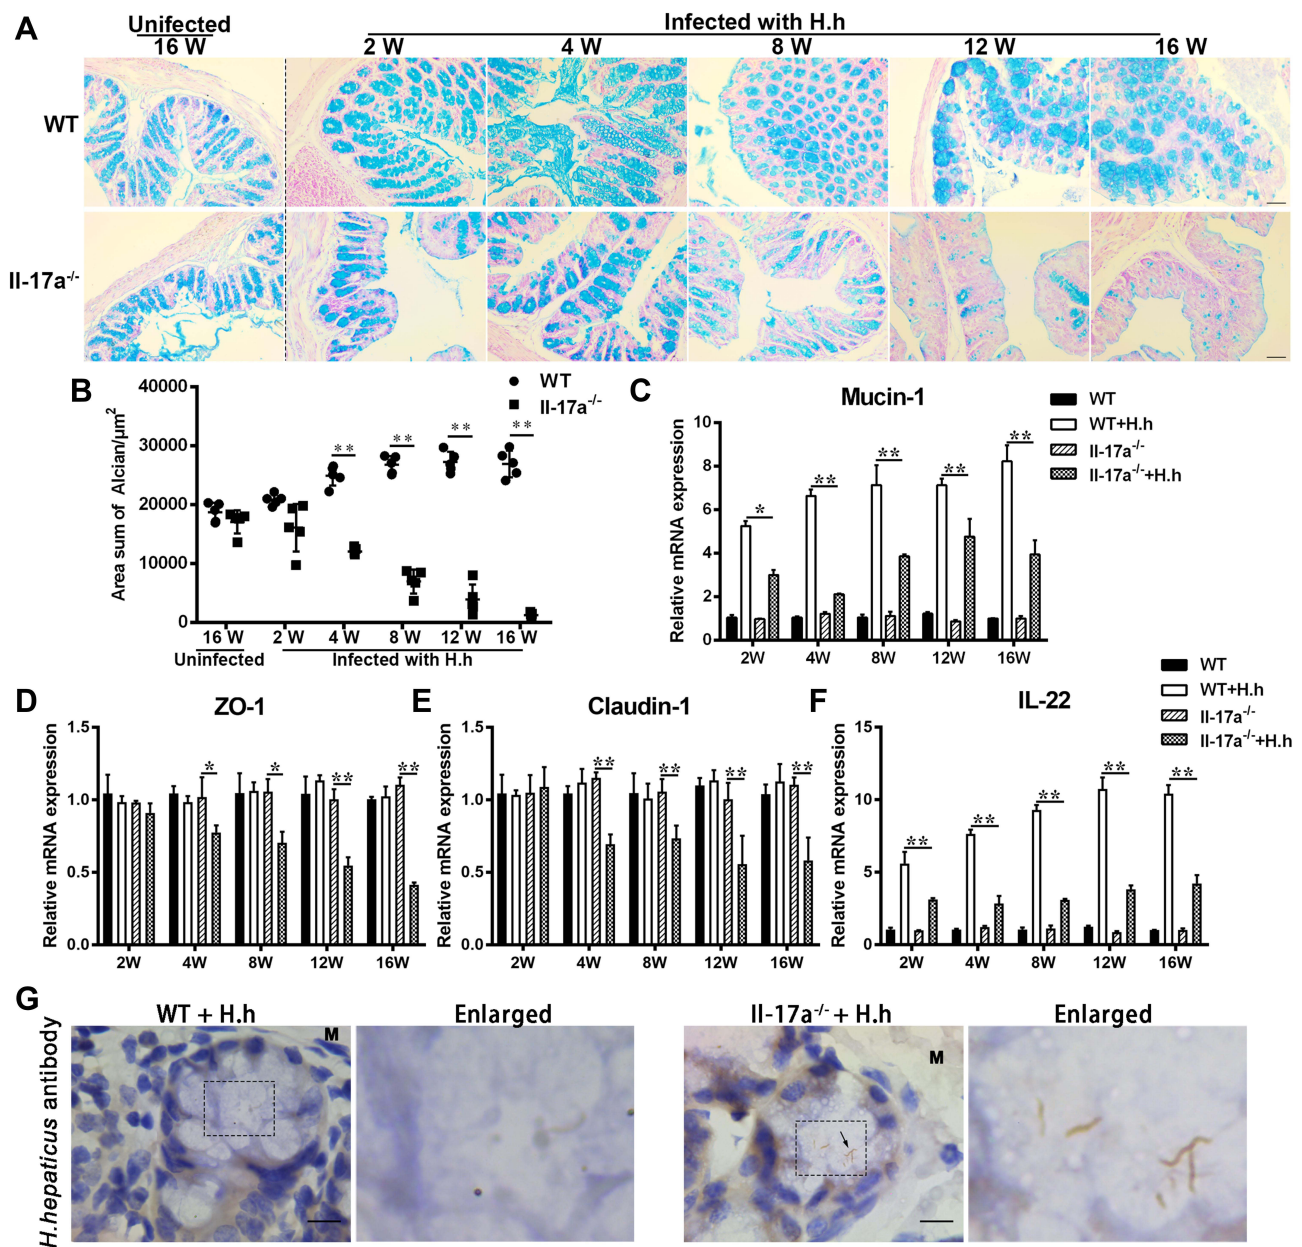 A
Unifected
Infected with H.h
16 W
2 W
4 W
8 W
12 W
16 W
WT
Il-17a-/-
B
Area sum of Alcian/µm2
40000
30000
20000
10000
0
WT
Il-17a-/-
**
**
**
**
16 W
2 W
4 W
8 W
12 W
16 W
Uninfected
Infected with H.h
C
Mucin-1
Relative mRNA expression
10
8
6
4
2
0
*
**
**
**
**
2W
4W
8W
12W
16W
WT
WT+H.h
Il-17a-/-
Il-17a-/-+H.h
D
ZO-1
Relative mRNA expression
1.5
1.0
0.5
0.0
*
*
**
**
2W
4W
8W
12W
16W
E
Claudin-1
Relative mRNA expression
1.5
1.0
0.5
0.0
**
**
**
**
2W
4W
8W
12W
16W
F
IL-22
Relative mRNA expression
15
10
5
0
**
**
**
**
**
2W
4W
8W
12W
16W
WT
WT+H.h
Il-17a-/-
Il-17a-/-+H.h
G
H.hepaticus antibody
WT + H.h
Enlarged
Il-17a-/- + H.h
Enlarged
M
M